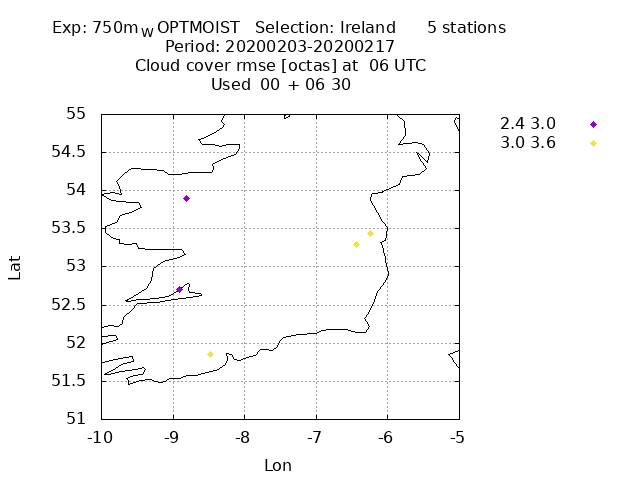 Exp: 750m_W OPTMOIST Selection: Ireland 5 stations
Period: 20200203-20200217
Cloud cover rmse [octas] at 06 UTC
Used 00 + 06 30
2.4 3.0
3.0 3.6
55
54.5
54
53.5
53
52.5
52
51.5
51
Lat
-10 -9 -8 -7 -6 -5
Lon